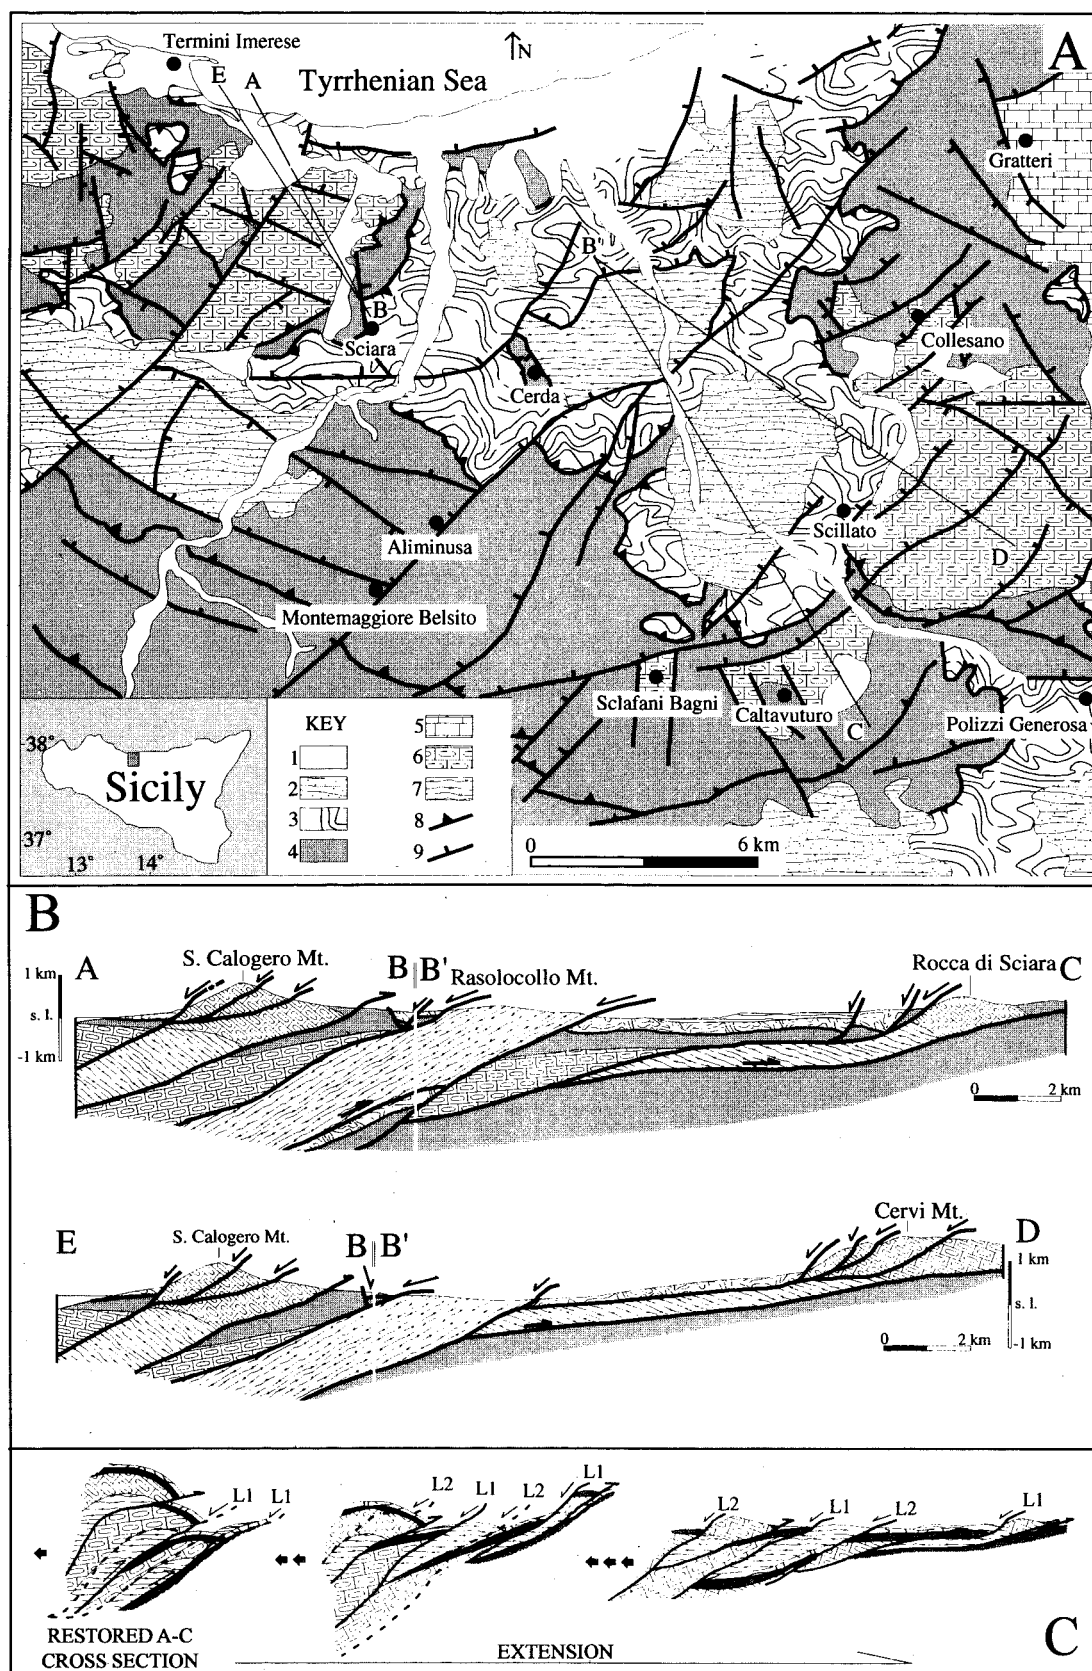 A
Termini Imerese
N
E
A
Tyrrhenian Sea
Gratteri
B'
B
Sciara
Collesano
Cerda
Scillato
Aliminusa
D
Montemaggiore Belsito
Sclafani Bagni
Caltavuturo
C
Polizzi Generosa
38°
Sicily
37°
13°
14°
KEY
1
2
3
4
5
6
7
8
9
0
6 km
B
A
S. Calogero Mt.
B
B'
Rasolocollo Mt.
Rocca di Sciara
C
1 km
s. l.
-1 km
0
2 km
E
S. Calogero Mt.
B
B'
Cervi Mt.
D
1 km
s. l.
-1 km
0
2 km
L1
L1
L2
L1
L2
L1
L2
L1
L2
L1
RESTORED A-C
CROSS SECTION
EXTENSION
C